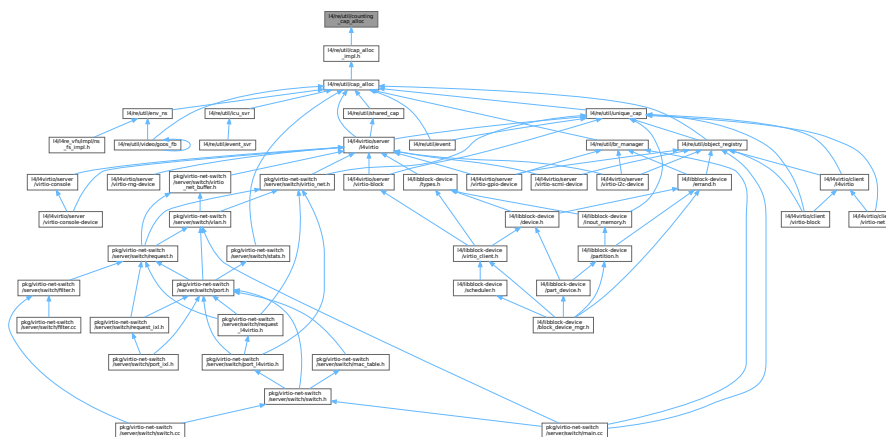 l4/re/util/counting
_cap_alloc
l4/re/util/cap_alloc
_impl.h
l4/re/util/cap_alloc
l4/re/util/env_ns
l4/re/util/icu_svr
l4/re/util/shared_cap
l4/re/util/unique_cap
l4/re_vfs/impl/ns
_fs_impl.h
l4/re/util/video/goos_fb
l4/re/util/event_svr
l4/l4virtio/server
/l4virtio
l4/re/util/event
l4/re/util/br_manager
l4/re/util/object_registry
l4/l4virtio/server
/virtio-console
l4/l4virtio/server
/virtio-rng-device
pkg/virtio-net-switch
/server/switch/virtio
_net_buffer.h
pkg/virtio-net-switch
/server/switch/virtio_net.h
l4/l4virtio/server
/virtio-block
l4/libblock-device
/types.h
l4/l4virtio/server
/virtio-gpio-device
l4/l4virtio/server
/virtio-scmi-device
l4/l4virtio/server
/virtio-i2c-device
l4/libblock-device
/errand.h
l4/l4virtio/client
/l4virtio
l4/l4virtio/server
/virtio-console-device
pkg/virtio-net-switch
/server/switch/vlan.h
l4/libblock-device
/device.h
l4/libblock-device
/inout_memory.h
l4/l4virtio/client
/virtio-block
l4/l4virtio/client
/virtio-net
pkg/virtio-net-switch
/server/switch/request.h
pkg/virtio-net-switch
/server/switch/stats.h
l4/libblock-device
/virtio_client.h
l4/libblock-device
/partition.h
pkg/virtio-net-switch
/server/switch/filter.h
pkg/virtio-net-switch
/server/switch/port.h
l4/libblock-device
/scheduler.h
l4/libblock-device
/part_device.h
pkg/virtio-net-switch
/server/switch/filter.cc
pkg/virtio-net-switch
/server/switch/request_ixl.h
pkg/virtio-net-switch
/server/switch/request
_l4virtio.h
l4/libblock-device
/block_device_mgr.h
pkg/virtio-net-switch
/server/switch/port_ixl.h
pkg/virtio-net-switch
/server/switch/port_l4virtio.h
pkg/virtio-net-switch
/server/switch/mac_table.h
pkg/virtio-net-switch
/server/switch/switch.h
pkg/virtio-net-switch
/server/switch/switch.cc
pkg/virtio-net-switch
/server/switch/main.cc